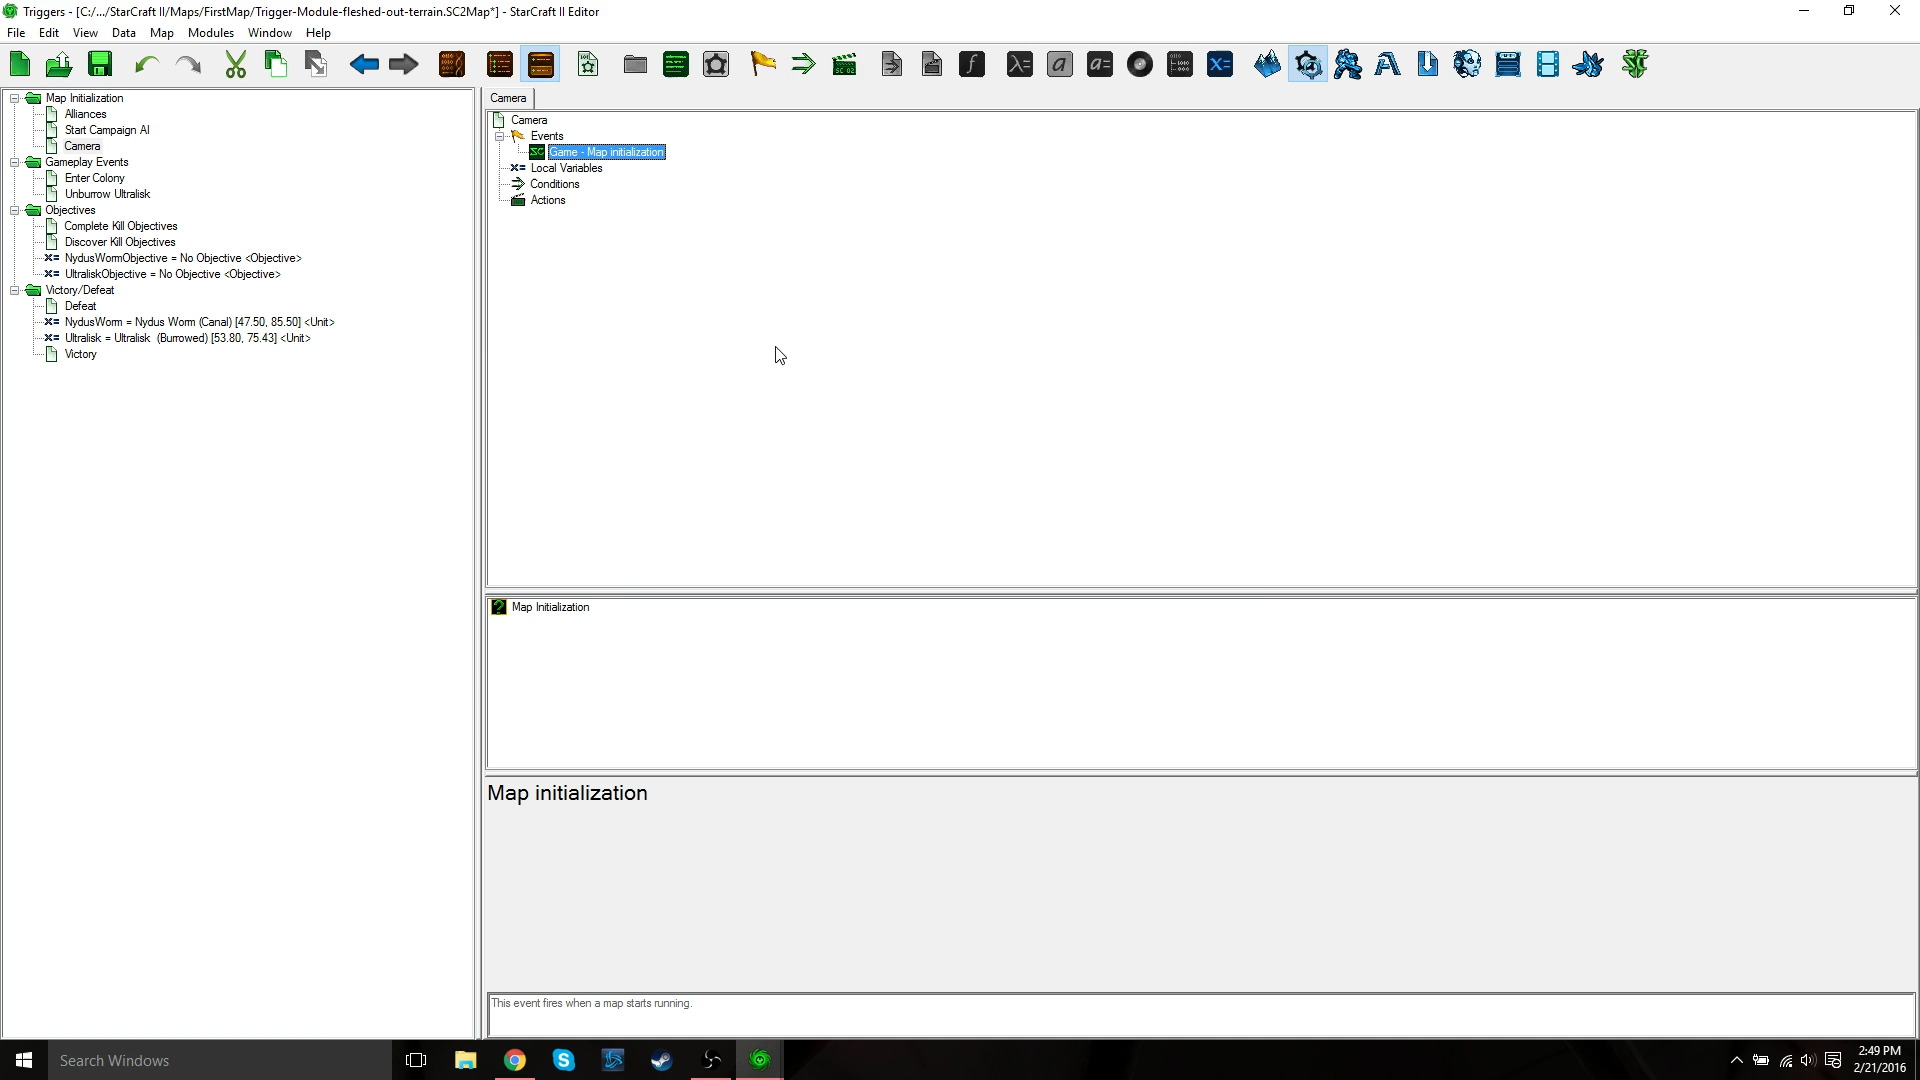 Triggers - [C:/.../StarCraft II/Maps/FirstMap/Trigger-Module-fleshed-out-terrain.SC2Map*] - StarCraft II Editor
File Edit View Data Map Modules Window Help
Map Initialization
Alliances
Start Campaign AI
Camera
Gameplay Events
Enter Colony
Unburrow Ultralisk
Objectives
Complete Kill Objectives
Discover Kill Objectives
NydusWormObjective = No Objective <Objective>
UltraliskObjective = No Objective <Objective>
Victory/Defeat
Defeat
NydusWorm = Nydus Worm (Canal) [47.50, 85.50] <Unit>
Ultralisk = Ultralisk (Burrowed) [53.80, 75.43] <Unit>
Victory
Camera
Camera
Events
Game - Map initialization
Local Variables
Conditions
Actions
Map Initialization
Map initialization
This event fires when a map starts running.
Search Windows
2:49 PM
2/21/2016